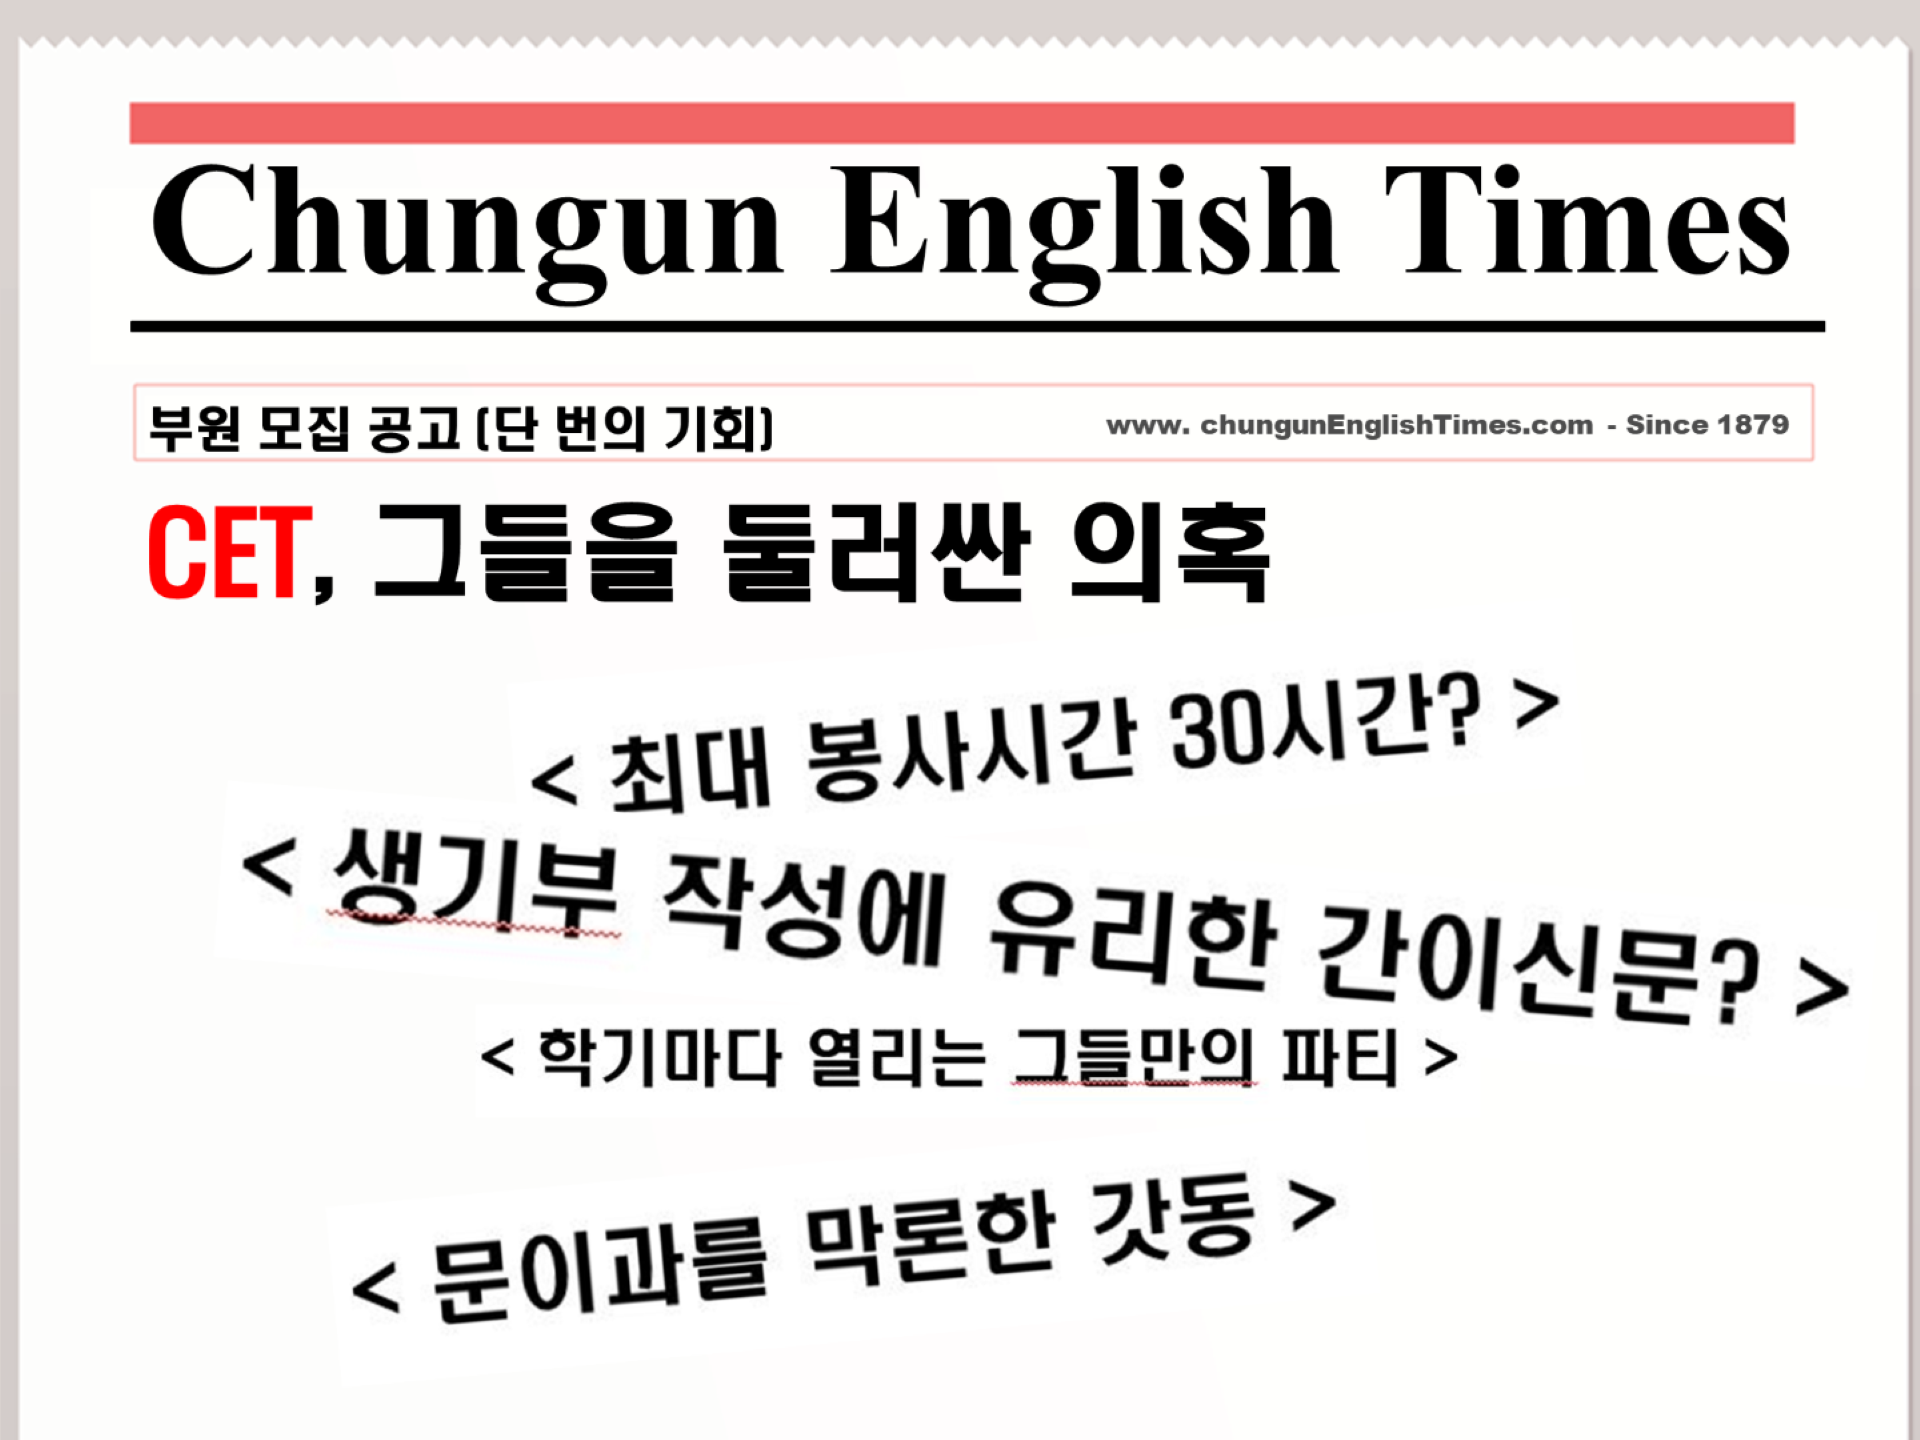 Chungun English Times
부원 모집 공고 (단 번의 기회)
www. chungunEnglishTimes.com - Since 1879
CET, 그들을 둘러싼 의혹
< 최대 봉사시간 30시간? >
< 생기부 작성에 유리한 간이신문? >
< 학기마다 열리는 그들만의 파티 >
< 문이과를 막론한 갓동 >